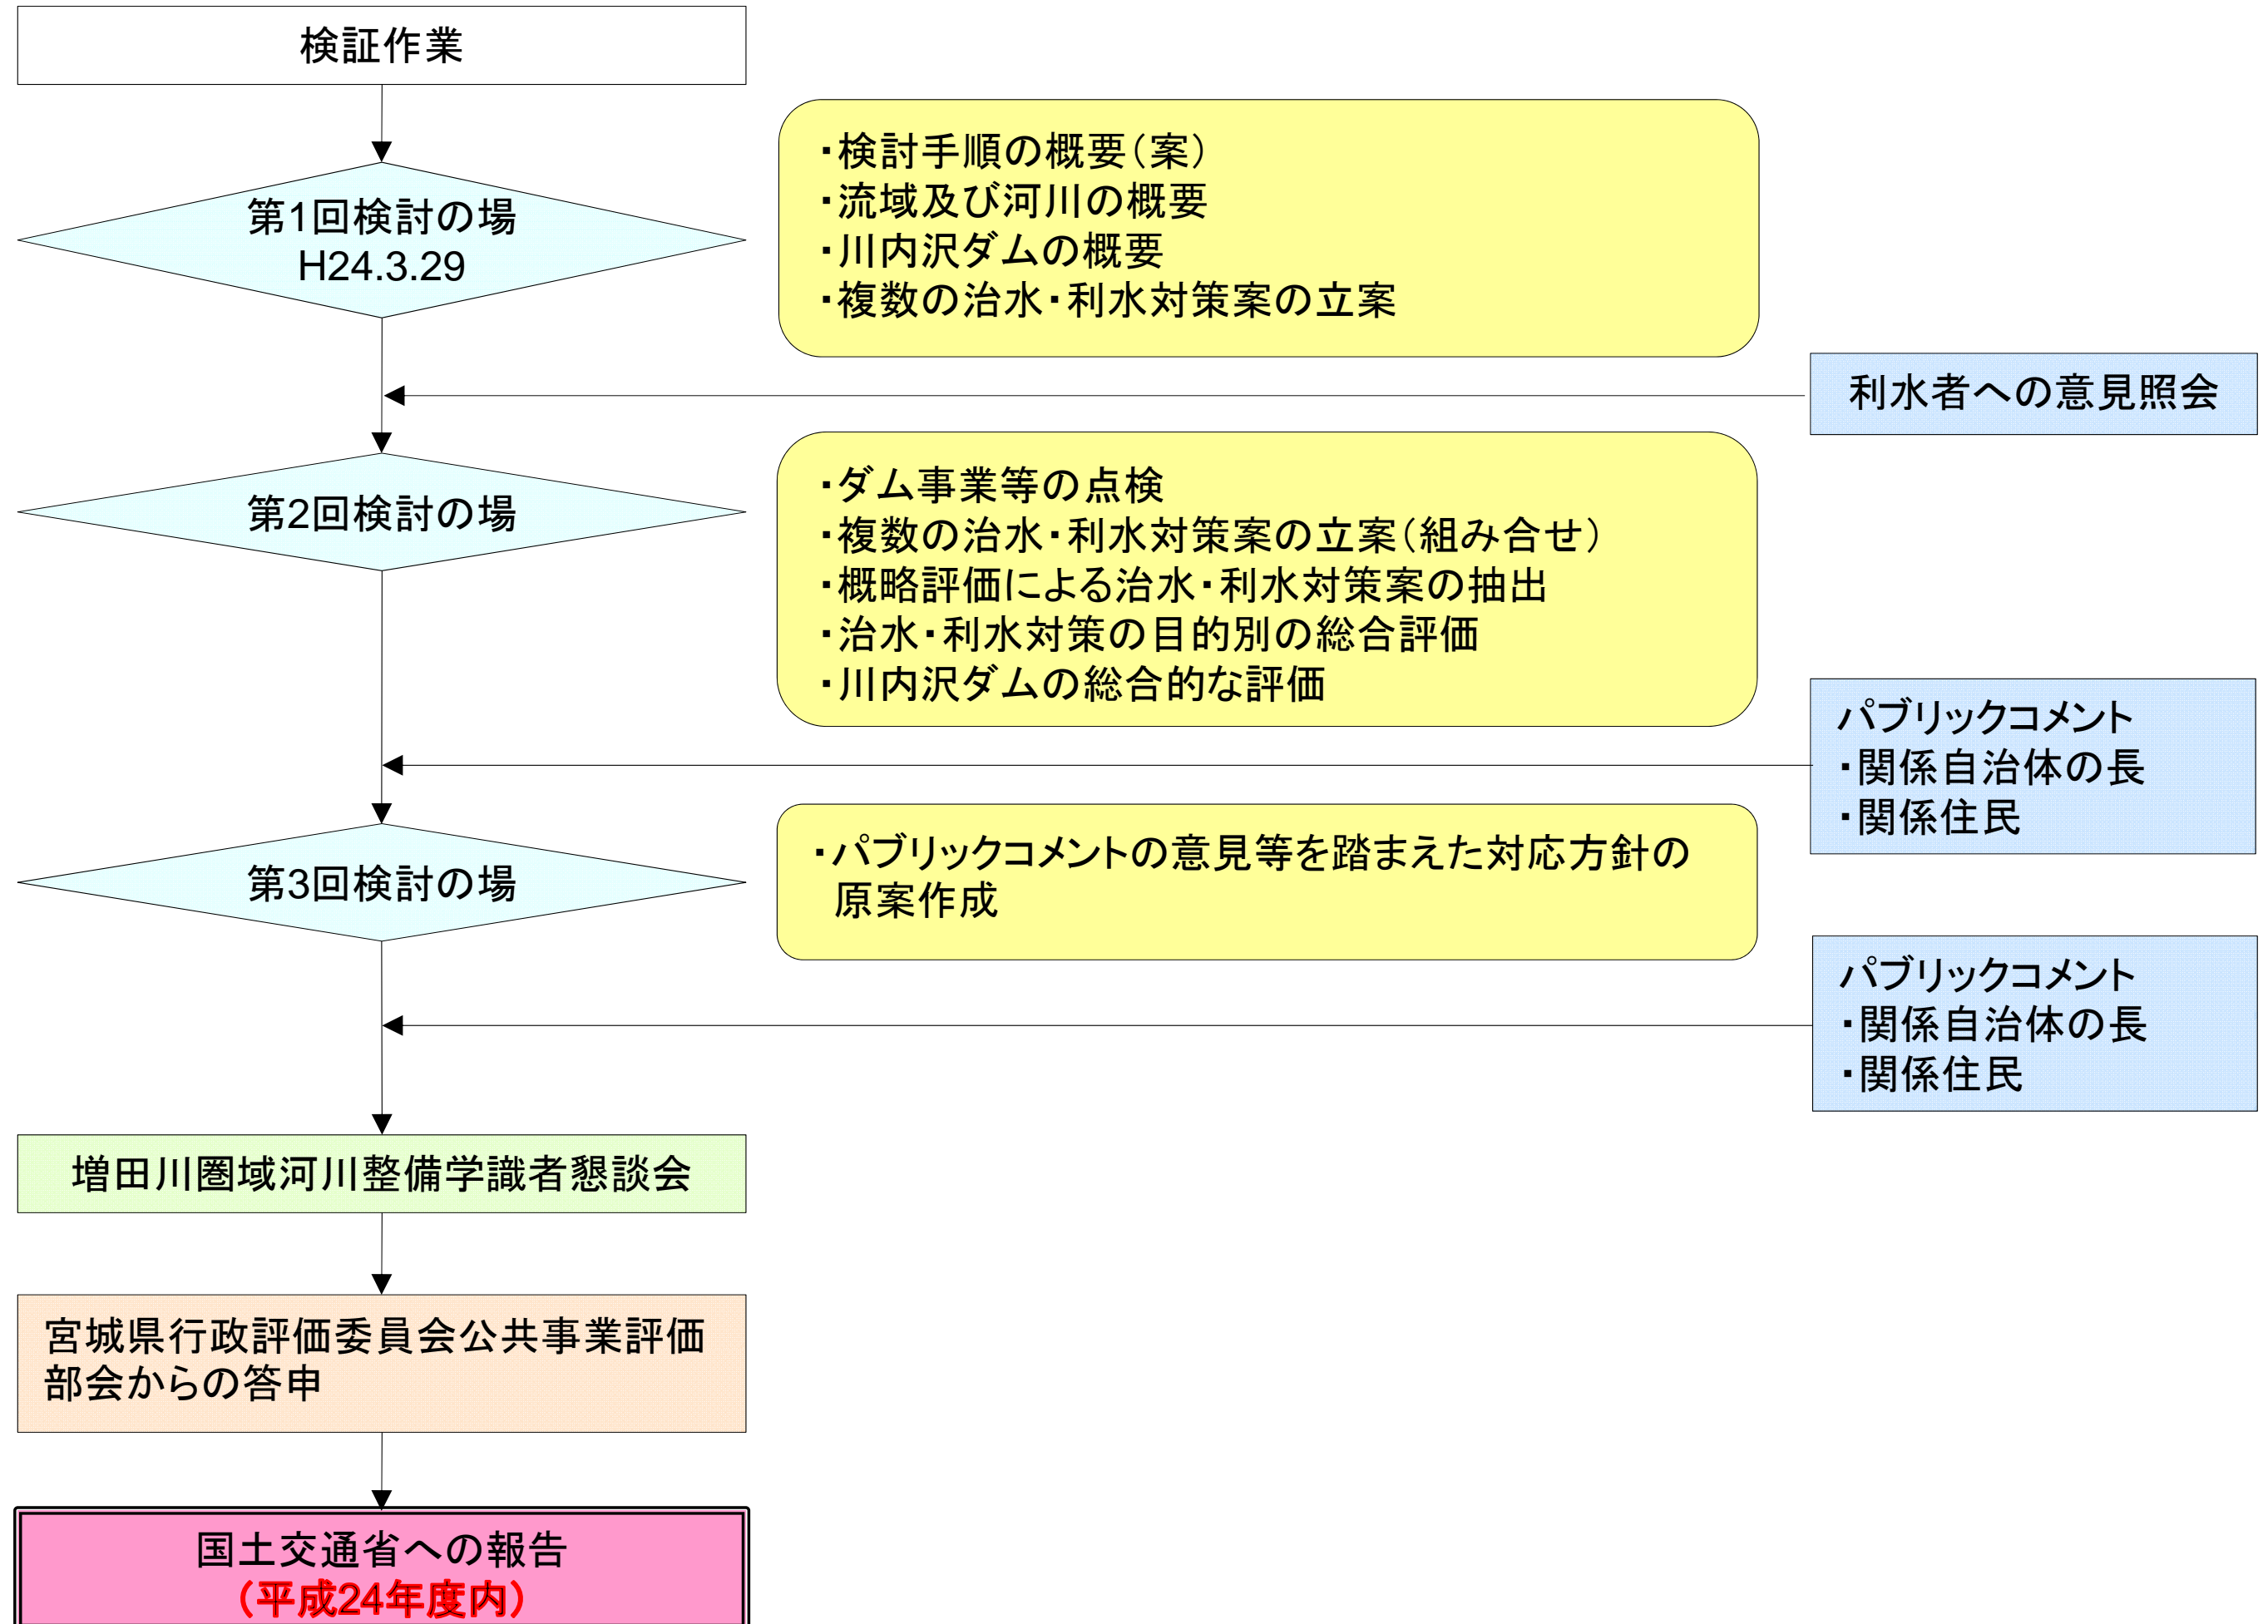 検証作業
第1回検討の場
H24.3.29
・検討手順の概要（案）
・流域及び河川の概要
・川内沢ダムの概要
・複数の治水・利水対策案の立案
利水者への意見照会
第2回検討の場
・ダム事業等の点検
・複数の治水・利水対策案の立案（組み合せ）
・概略評価による治水・利水対策案の抽出
・治水・利水対策の目的別の総合評価
・川内沢ダムの総合的な評価
パブリックコメント
・関係自治体の長
・関係住民
第3回検討の場
・パブリックコメントの意見等を踏まえた対応方針の
原案作成
パブリックコメント
・関係自治体の長
・関係住民
増田川圏域河川整備学識者懇談会
宮城県行政評価委員会公共事業評価
部会からの答申
国土交通省への報告
（平成24年度内）